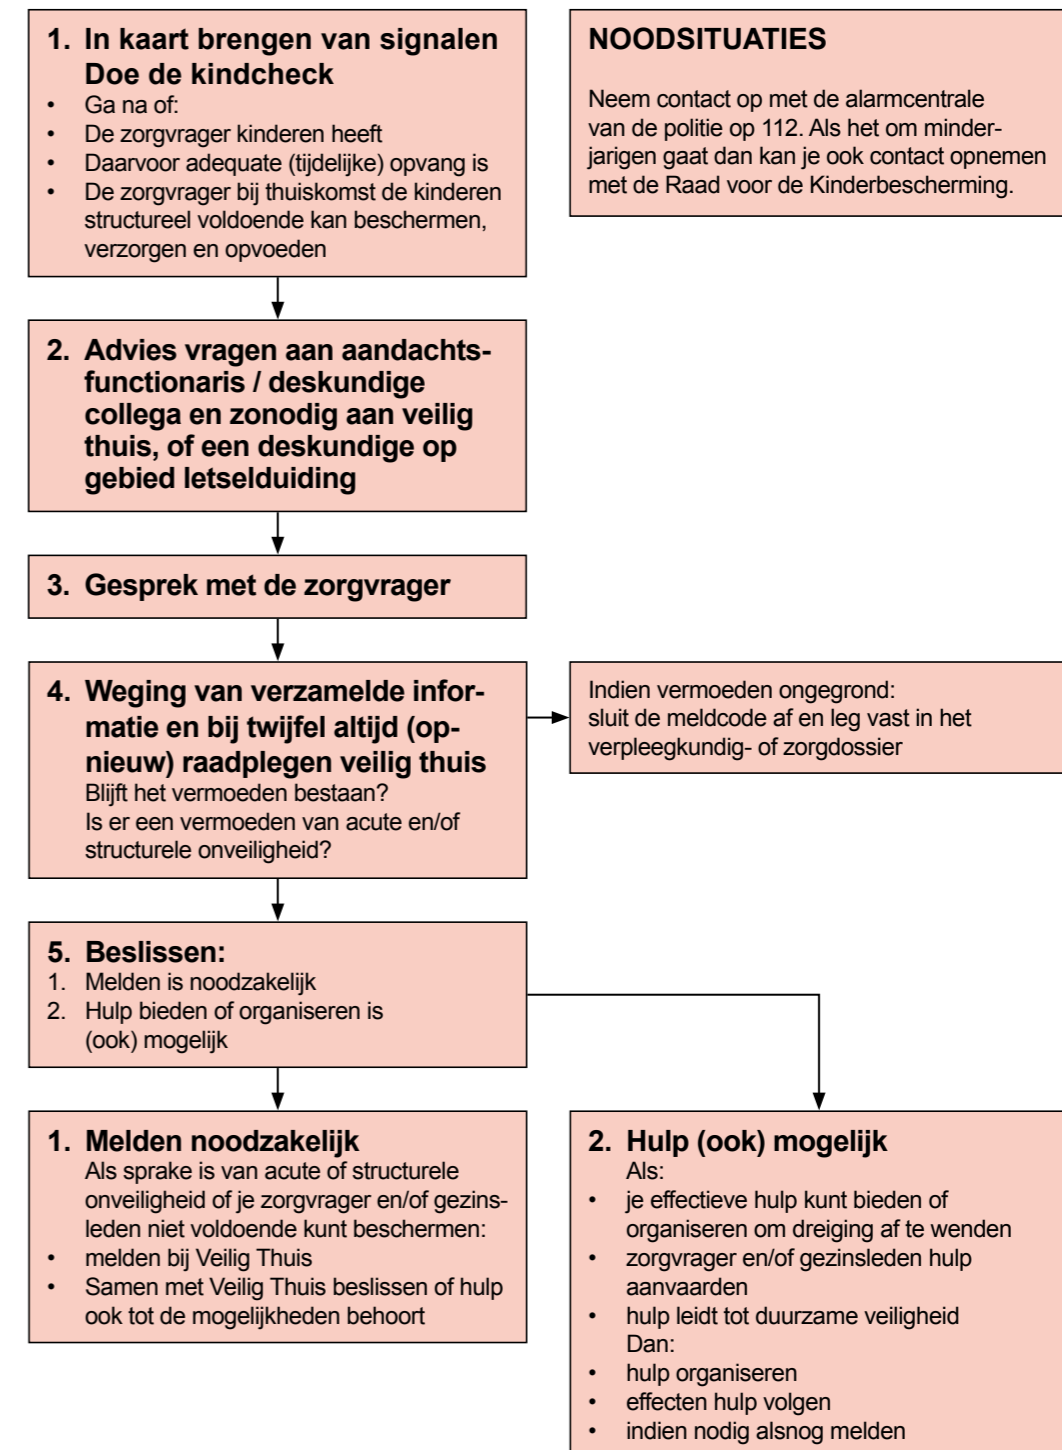 1. In kaart brengen van signalen
Doe de kindcheck
• Ga na of:
• De zorgvrager kinderen heeft
• Daarvoor adequate (tijdelijke) opvang is
• De zorgvrager bij thuiskomst de kinderen
structureel voldoende kan beschermen,
verzorgen en opvoeden
NOODSITUATIES
Neem contact op met de alarmcentrale
van de politie op 112. Als het om minder-
jarigen gaat dan kan je ook contact opnemen
met de Raad voor de Kinderbescherming.
2. Advies vragen aan aandachts-
functionaris / deskundige
collega en zonodig aan veilig
thuis, of een deskundige op
gebied letselduiding
3. Gesprek met de zorgvrager
4. Weging van verzamelde infor-
matie en bij twijfel altijd (op-
nieuw) raadplegen veilig thuis
Blijft het vermoeden bestaan?
Is er een vermoeden van acute en/of
structurele onveiligheid?
Indien vermoeden ongegrond:
sluit de meldcode af en leg vast in het
verpleegkundig- of zorgdossier
5. Beslissen:
1. Melden is noodzakelijk
2. Hulp bieden of organiseren is
(ook) mogelijk
1. Melden noodzakelijk
Als sprake is van acute of structurele
onveiligheid of je zorgvrager en/of gezins-
leden niet voldoende kunt beschermen:
• melden bij Veilig Thuis
• Samen met Veilig Thuis beslissen of hulp
ook tot de mogelijkheden behoort
2. Hulp (ook) mogelijk
Als:
• je effectieve hulp kunt bieden of
organiseren om dreiging af te wenden
• zorgvrager en/of gezinsleden hulp
aanvaarden
• hulp leidt tot duurzame veiligheid
Dan:
• hulp organiseren
• effecten hulp volgen
• indien nodig alsnog melden